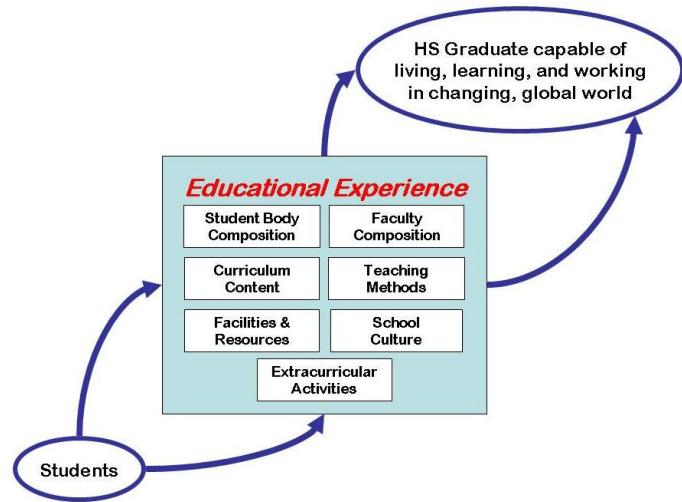 HS Graduate capable of
living, learning, and working
in changing, global world
Educational Experience
Student Body
Composition
Faculty
Composition
Curriculum
Content
Teaching
Methods
Facilities &
Resources
School
Culture
Extracurricular
Activities
Students